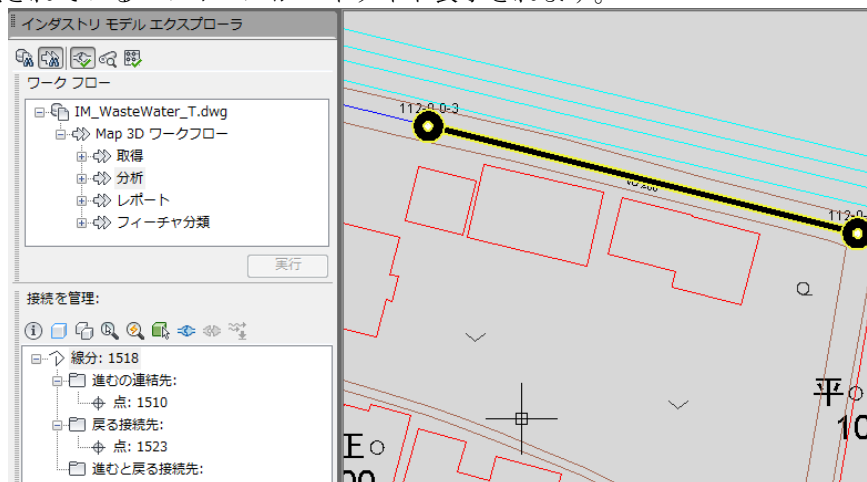 インダストリ モデル エクスプローラ
ワーク フロー
IM_WasteWater_T.dwg
Map 3D ワークフロー
取得
分析
レポート
フィーチャ分類
実行
接続を管理:
線分: 1518
進むの連結先:
点: 1510
戻る接続先:
点: 1523
進むと戻る接続先:
112-0.0-3
112-0-
平
10